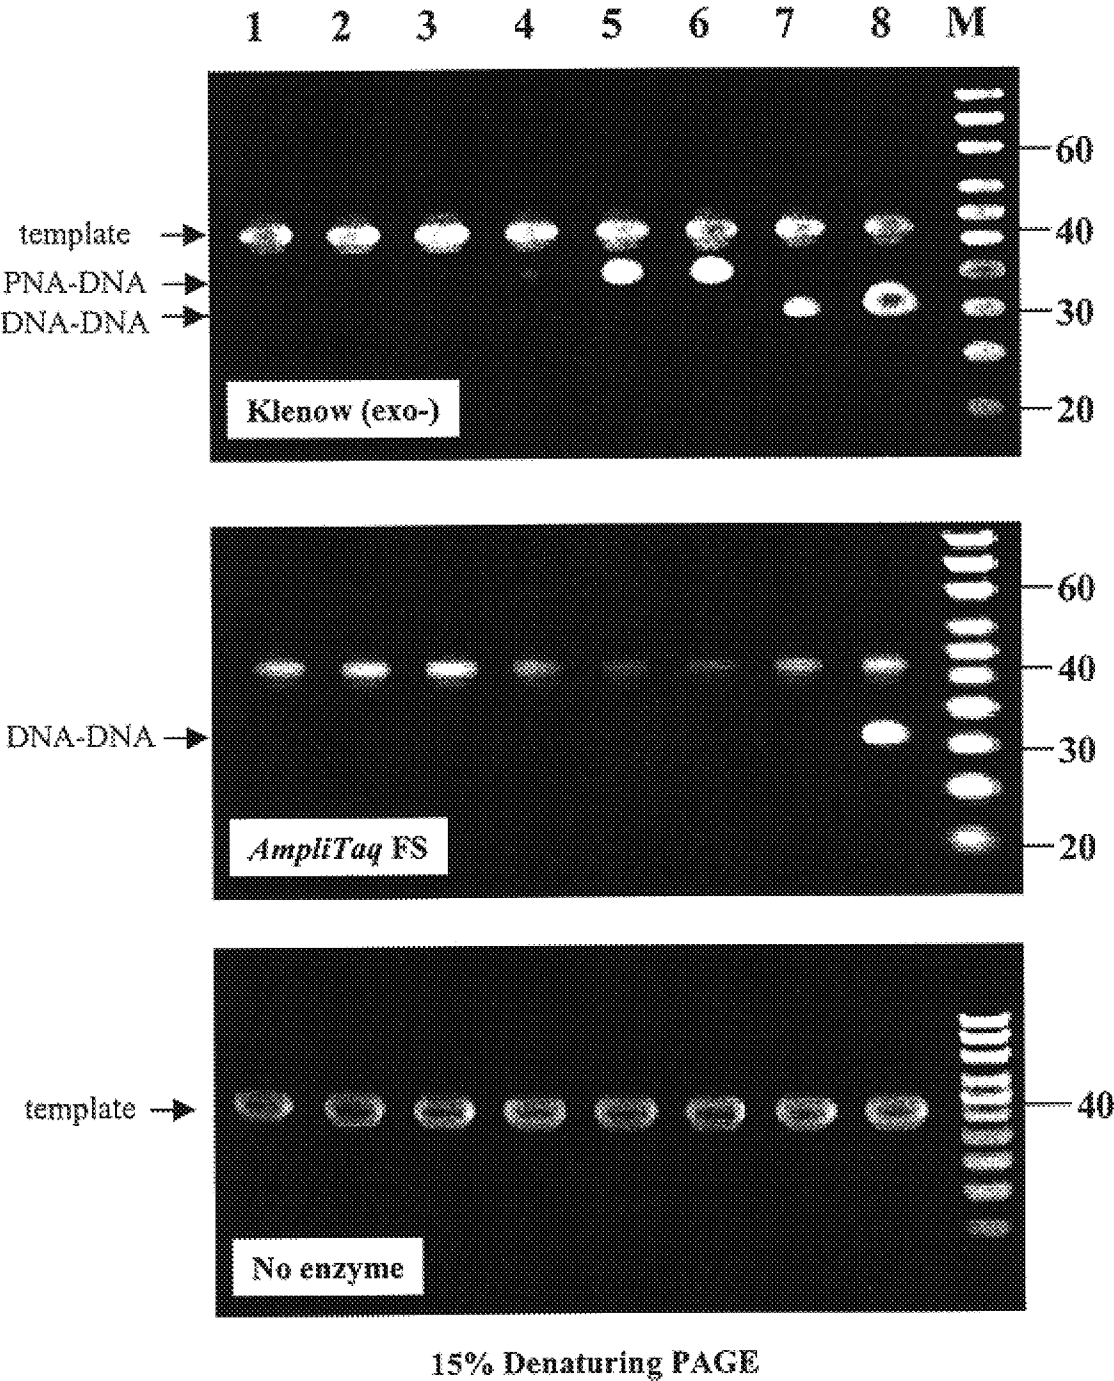 1 2 3 4 5 6 7 8 M
60
template
40
PNA-DNA
DNA-DNA
30
Klenow (exo-)
20
60
40
DNA-DNA
30
AmpliTaq FS
20
template
40
No enzyme
15% Denaturing PAGE